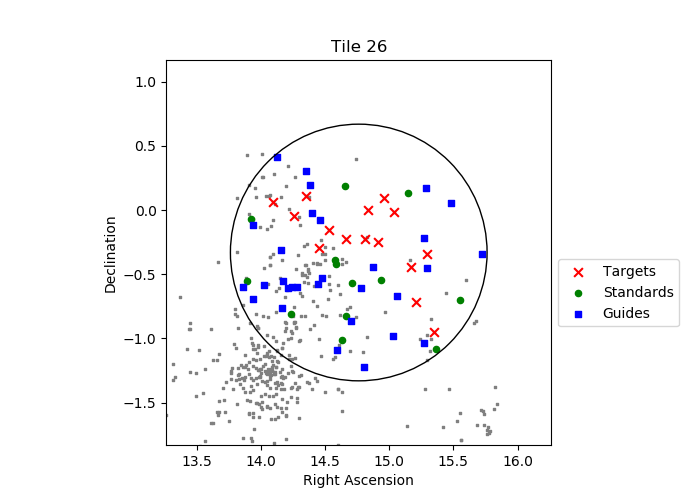 Tile 26
1.0
0.5
0.0
−0.5
−1.0
−1.5
Declination
13.5 14.0 14.5 15.0 15.5 16.0
Right Ascension
Targets
Standards
Guides